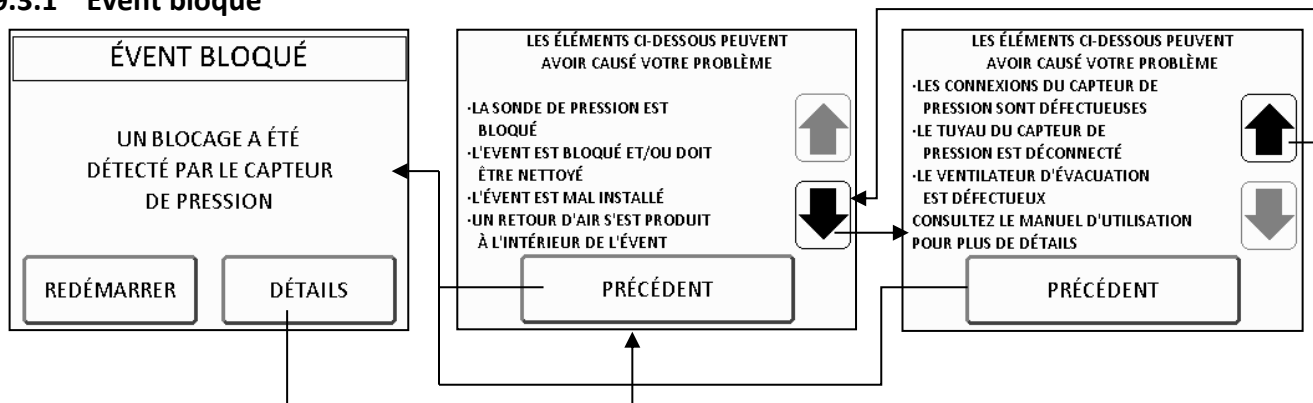 9.3.1 Évent bloqué
ÉVENT BLOQUÉ
UN BLOCAGE A ÉTÉ
DÉTECTÉ PAR LE CAPTEUR
DE PRESSION
REDÉMARRER
DÉTAILS
LES ÉLÉMENTS CI-DESSOUS PEUVENT
AVOIR CAUSÉ VOTRE PROBLÈME
·LA SONDE DE PRESSION EST
BLOQUÉ
·L'EVENT EST BLOQUÉ ET/OU DOIT
ÊTRE NETTOYÉ
·L'ÉVENT EST MAL INSTALLÉ
·UN RETOUR D'AIR S'EST PRODUIT
À L'INTÉRIEUR DE L'ÉVENT
PRÉCÉDENT
LES ÉLÉMENTS CI-DESSOUS PEUVENT
AVOIR CAUSÉ VOTRE PROBLÈME
·LES CONNEXIONS DU CAPTEUR DE
PRESSION SONT DÉFECTUEUSES
·LE TUYAU DU CAPTEUR DE
PRESSION EST DÉCONNECTÉ
·LE VENTILATEUR D'ÉVACUATION
EST DÉFECTUEUX
CONSULTEZ LE MANUEL D'UTILISATION
POUR PLUS DE DÉTAILS
PRÉCÉDENT